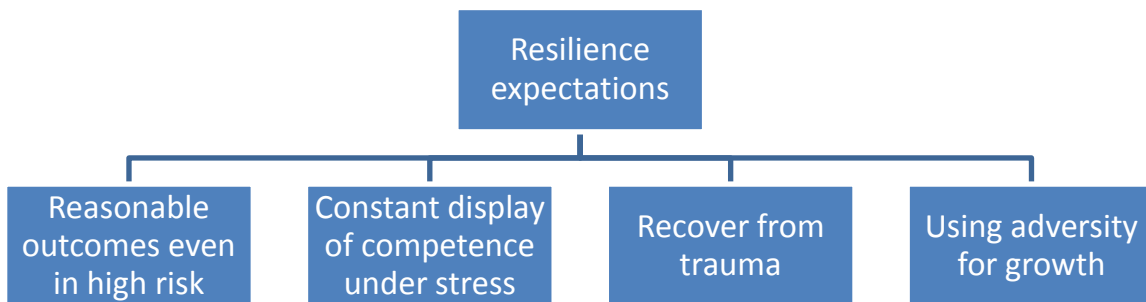 Resilience
expectations
Reasonable
outcomes even
in high risk
Constant display
of competence
under stress
Recover from
trauma
Using adversity
for growth